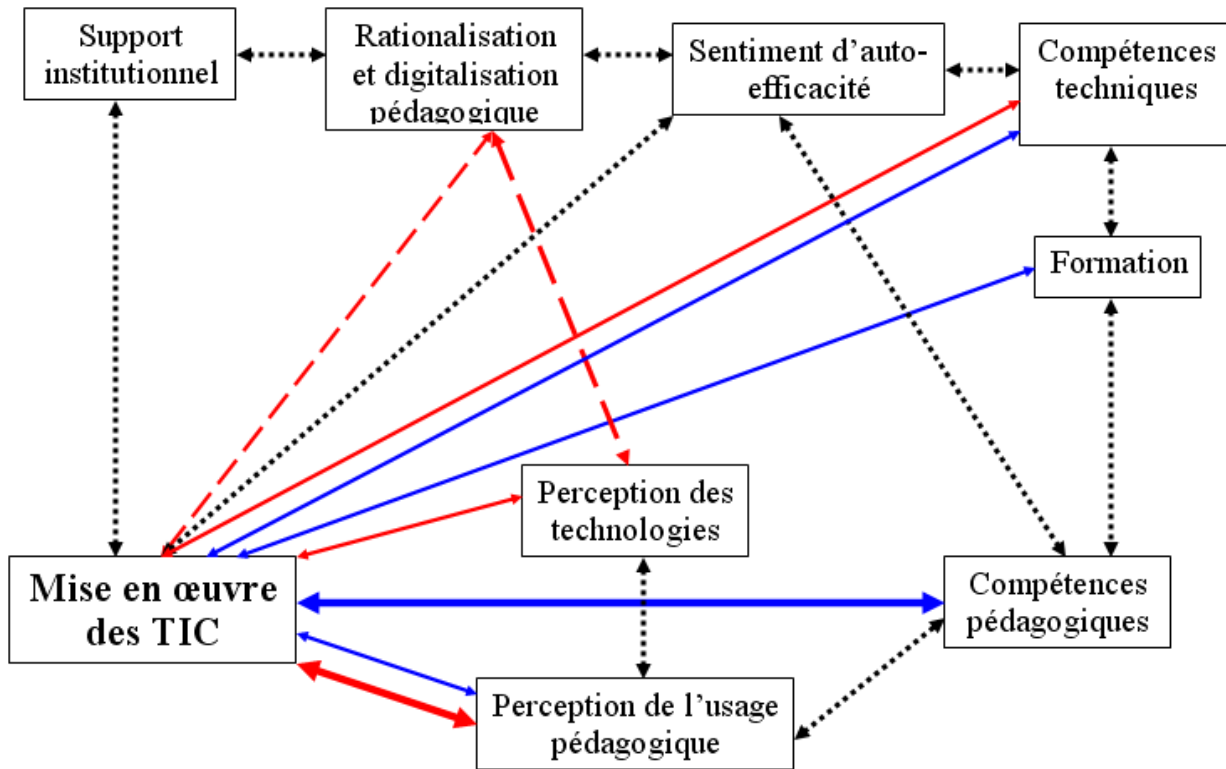 Support
institutionnel
Rationalisation
et digitalisation
pédagogique
Sentiment d’auto-
efficacité
Compétences
techniques
Formation
Perception des
technologies
Mise en œuvre
des TIC
Compétences
pédagogiques
Perception de l’usage
pédagogique